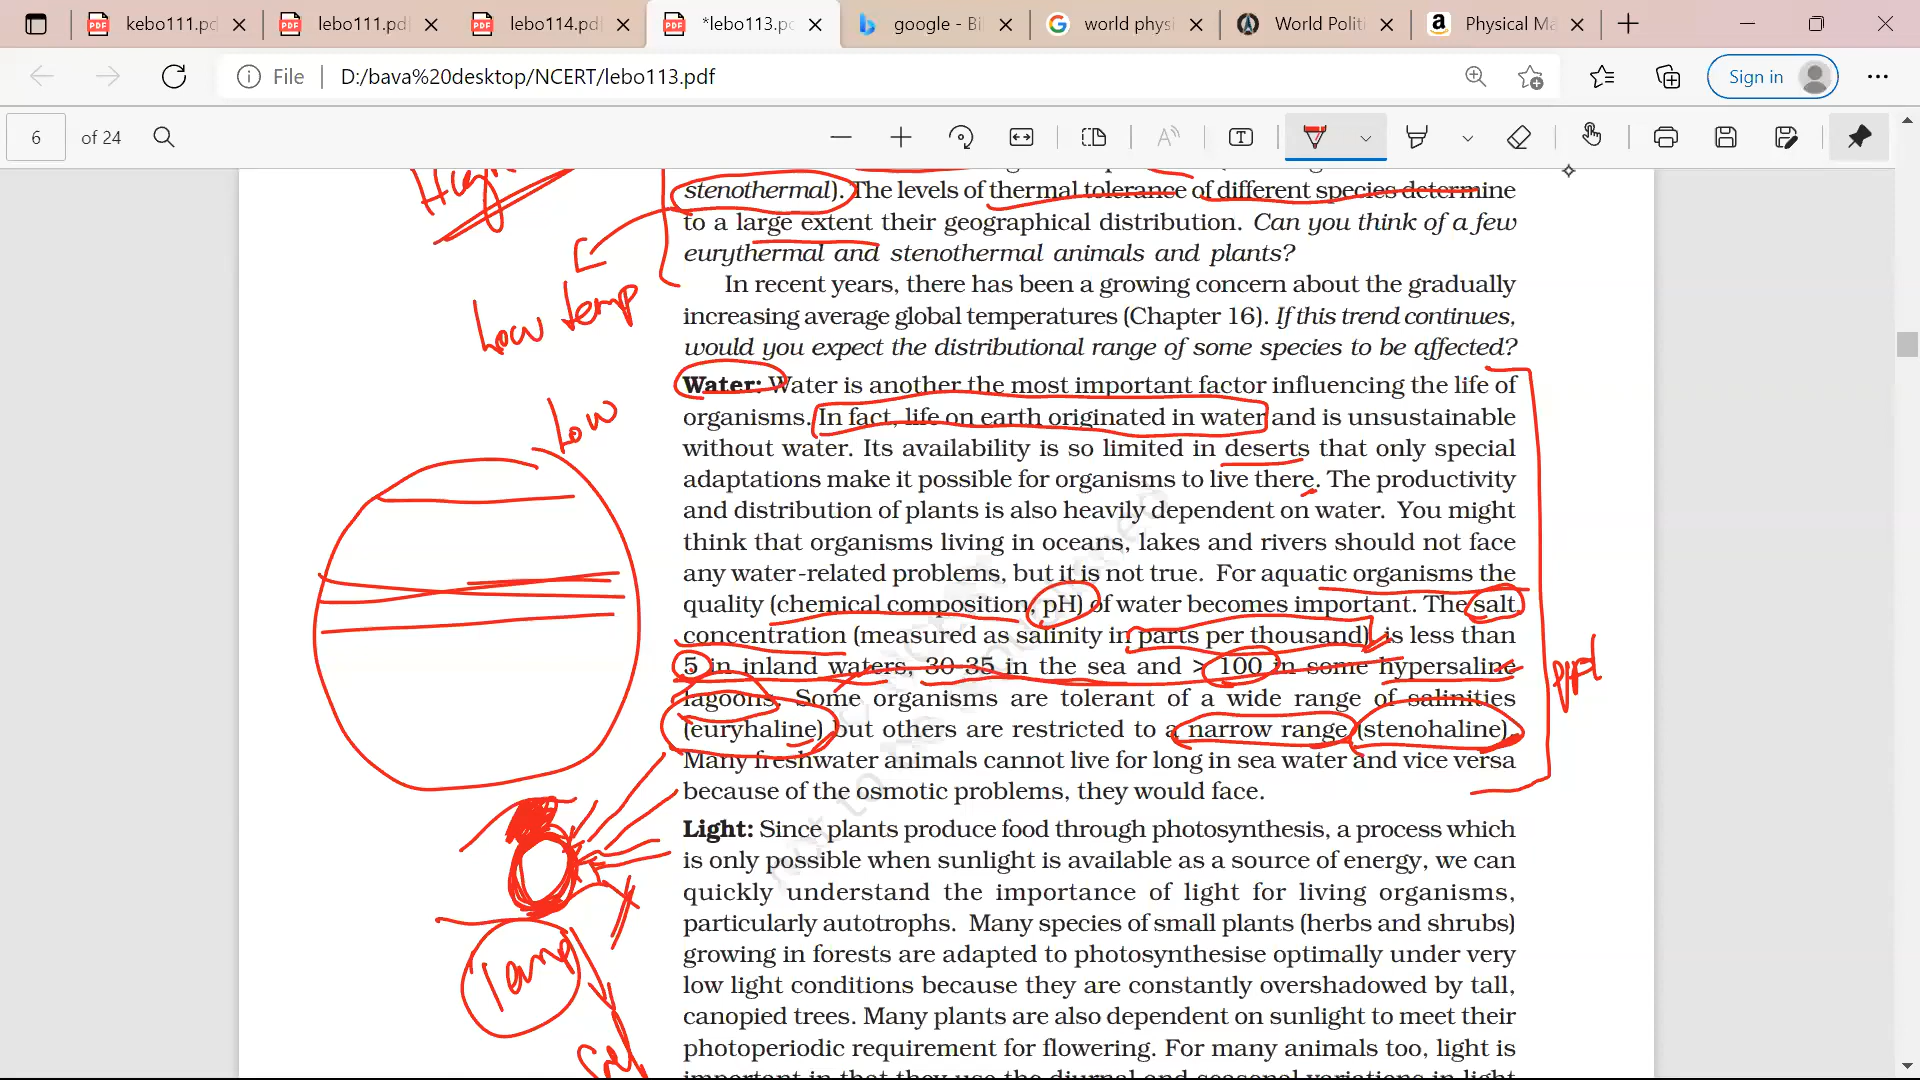 kebo111.pd
lebo111.pdf
lebo114.pdf
*lebo113.pd
google - Bi
world physi
World Politi
Physical Ma
File
D:/bava%20desktop/NCERT/lebo113.pdf
Sign in
6 of 24
High
stenothermal). The levels of thermal tolerance of different species determine
to a large extent their geographical distribution. Can you think of a few
eurythermal and stenothermal animals and plants?
In recent years, there has been a growing concern about the gradually
increasing average global temperatures (Chapter 16). If this trend continues,
would you expect the distributional range of some species to be affected?
Low temp
Low
Water: Water is another the most important factor influencing the life of
organisms. In fact, life on earth originated in water and is unsustainable
without water. Its availability is so limited in deserts that only special
adaptations make it possible for organisms to live there. The productivity
and distribution of plants is also heavily dependent on water. You might
think that organisms living in oceans, lakes and rivers should not face
any water-related problems, but it is not true. For aquatic organisms the
quality (chemical composition, pH) of water becomes important. The salt
concentration (measured as salinity in parts per thousand), is less than
5 in inland waters, 30-35 in the sea and > 100 in some hypersaline
lagoons. Some organisms are tolerant of a wide range of salinities
(euryhaline) but others are restricted to a narrow range (stenohaline).
Many freshwater animals cannot live for long in sea water and vice versa
because of the osmotic problems, they would face.
Light: Since plants produce food through photosynthesis, a process which
is only possible when sunlight is available as a source of energy, we can
quickly understand the importance of light for living organisms,
particularly autotrophs. Many species of small plants (herbs and shrubs)
growing in forests are adapted to photosynthesise optimally under very
low light conditions because they are constantly overshadowed by tall,
canopied trees. Many plants are also dependent on sunlight to meet their
photoperiodic requirement for flowering. For many animals too, light is
important in that they use the diurnal and seasonal variations in light